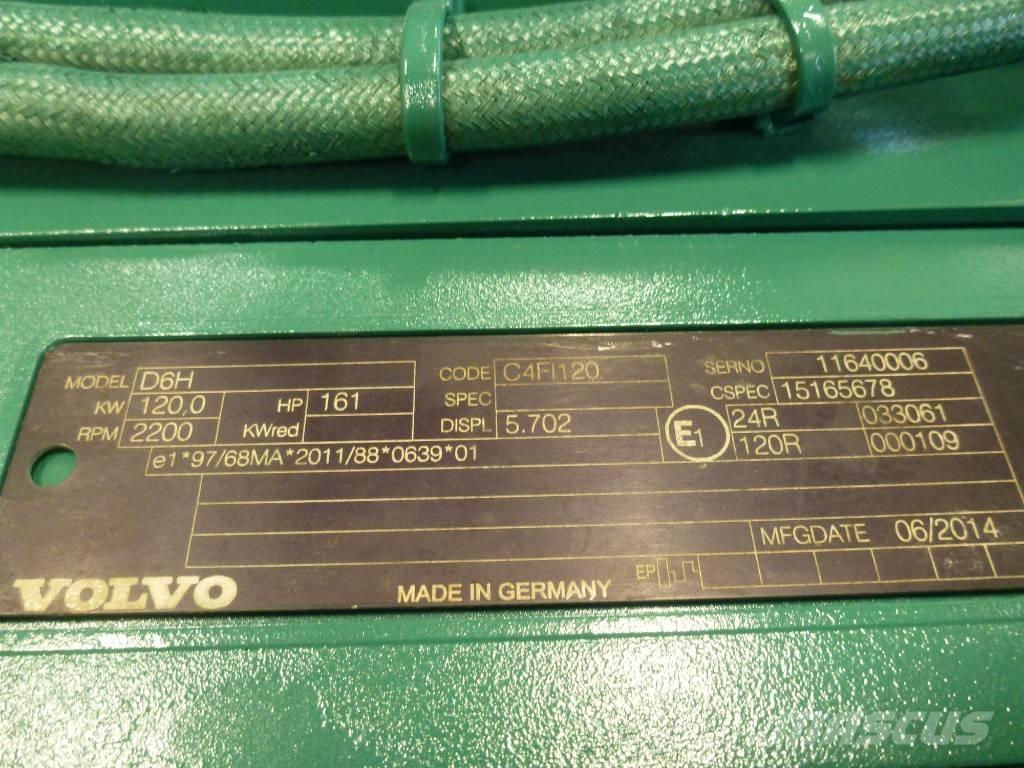 MODEL D6H CODE C4FI120 SERNO 11640006
KW 120,0 HP 161 SPEC CSPEC 15165678
RPM 2200 KWred DISPL 5.702 E1 24R 033061
e1*97/68MA*2011/88*0639*01 120R 000109
MFGDATE 06/2014
VOLVO MADE IN GERMANY EP
MASCUS